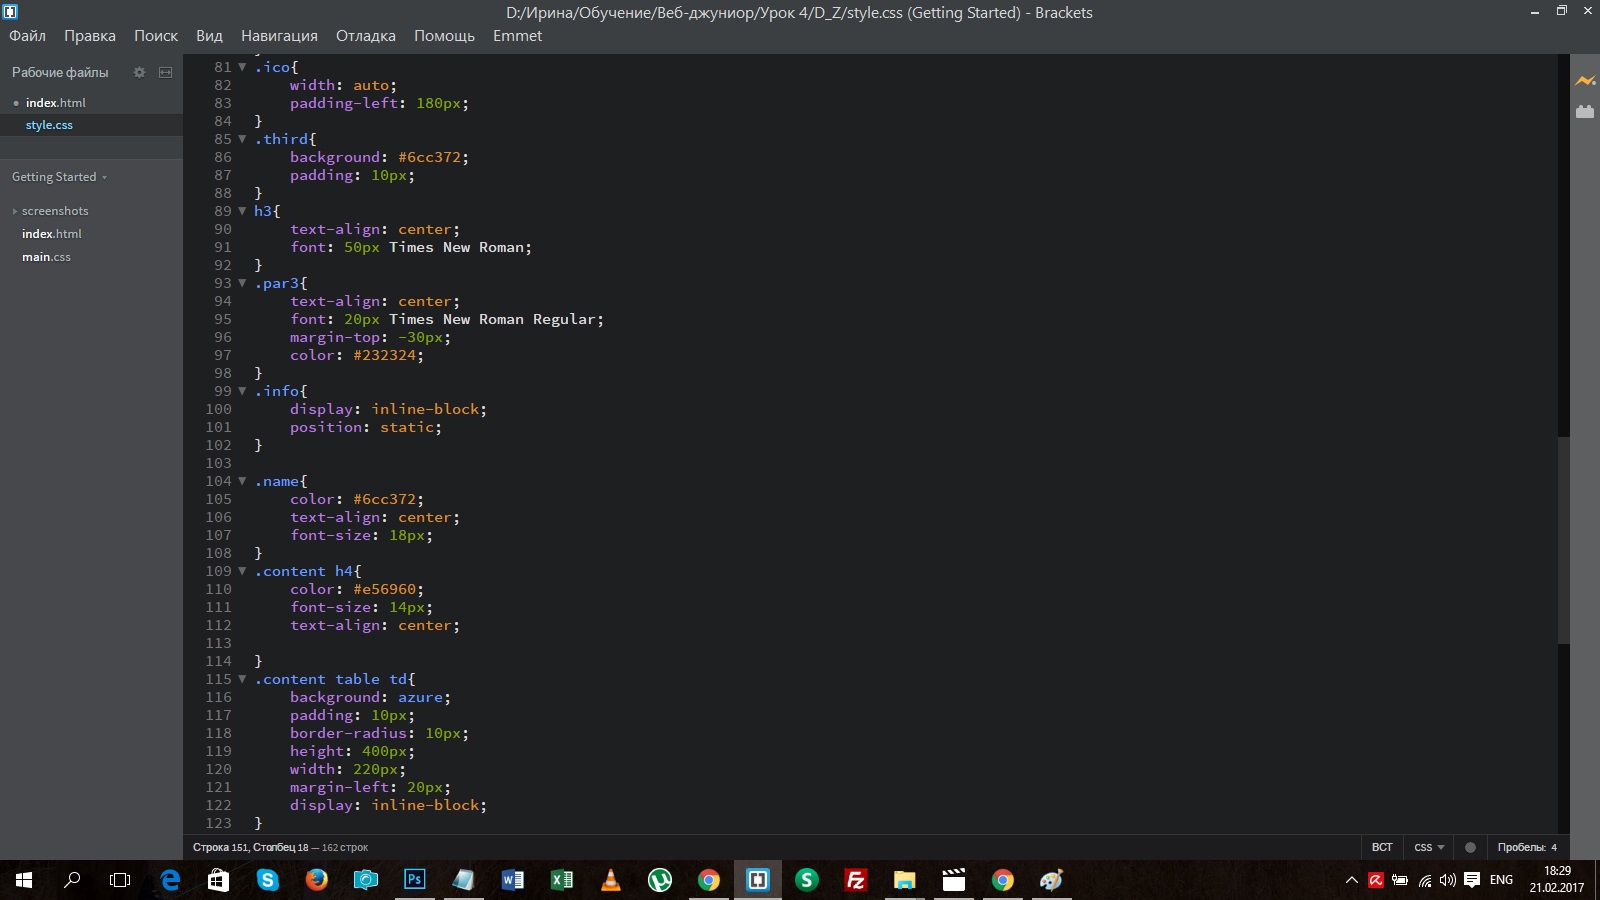 D:/Ирина/Обучение/Веб-джуниор/Урок 4/D_Z/style.css (Getting Started) - Brackets
Файл Правка Поиск Вид Навигация Отладка Помощь Emmet
Рабочие файлы
index.html
style.css
Getting Started
screenshots
index.html
main.css
81 .ico{
82 width: auto;
83 padding-left: 180px;
84 }
85 .third{
86 background: #6cc372;
87 padding: 10px;
88 }
89 h3{
90 text-align: center;
91 font: 50px Times New Roman;
92 }
93 .par3{
94 text-align: center;
95 font: 20px Times New Roman Regular;
96 margin-top: -30px;
97 color: #232324;
98 }
99 .info{
100 display: inline-block;
101 position: static;
102 }
103
104 .name{
105 color: #6cc372;
106 text-align: center;
107 font-size: 18px;
108 }
109 .content h4{
110 color: #e56960;
111 font-size: 14px;
112 text-align: center;
113
114 }
115 .content table td{
116 background: azure;
117 padding: 10px;
118 border-radius: 10px;
119 height: 400px;
120 width: 220px;
121 margin-left: 20px;
122 display: inline-block;
123 }
Строка 151, Столбец 18 — 162 строк
ВСТ CSS Пробелы: 4
Ps
ENG
18:29
21.02.2017